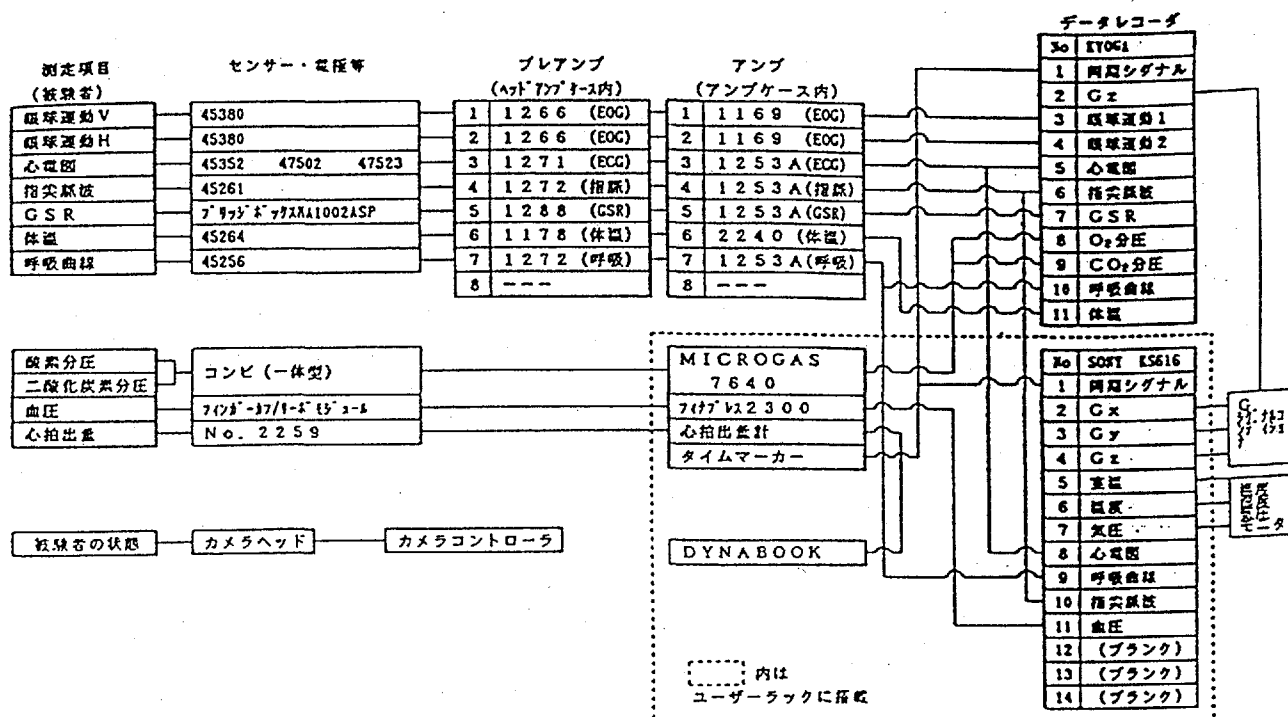 データレコーダ
測定項目
(被験者)
センサー・電極等
プレアンプ
(ヘッドアンプケース内)
アンプ
(アンプケース内)
眼球運動V
眼球運動H
心電図
指尖脈波
GSR
体温
呼吸曲線
45380
45380
45352 47502 47523
45261
ブリッジボックスMA1002ASP
45264
45256
1 1266 (EOG)
2 1266 (EOG)
3 1271 (ECG)
4 1272 (指脈)
5 1288 (GSR)
6 1178 (体温)
7 1272 (呼吸)
8 ---
1 1169 (EOG)
2 1169 (EOG)
3 1253A(ECG)
4 1253A(指脈)
5 1253A(GSR)
6 2240 (体温)
7 1253A(呼吸)
8 ---
No
1 同期シグナル
2 Gz
3 眼球運動1
4 眼球運動2
5 心電図
6 指尖脈波
7 GSR
8 O₂分圧
9 CO₂分圧
10 呼吸曲線
11 体温
酸素分圧
二酸化炭素分圧
血圧
心拍出量
コンビ (一体型)
フィンガーカフ/サーボモジュール
No. 2259
MICROGAS
7640
フィナプレス2300
心拍出量計
タイムマーカー
DYNABOOK
No SONY KS616
1 同期シグナル
2 Gx
3 Gy
4 Gz
5 室温
6 湿度
7 気圧
8 心電図
9 呼吸曲線
10 指尖脈波
11 血圧
12 (ブランク)
13 (ブランク)
14 (ブランク)
被験者の状態
カメラヘッド
カメラコントローラ
内は
ユーザーラックに搭載